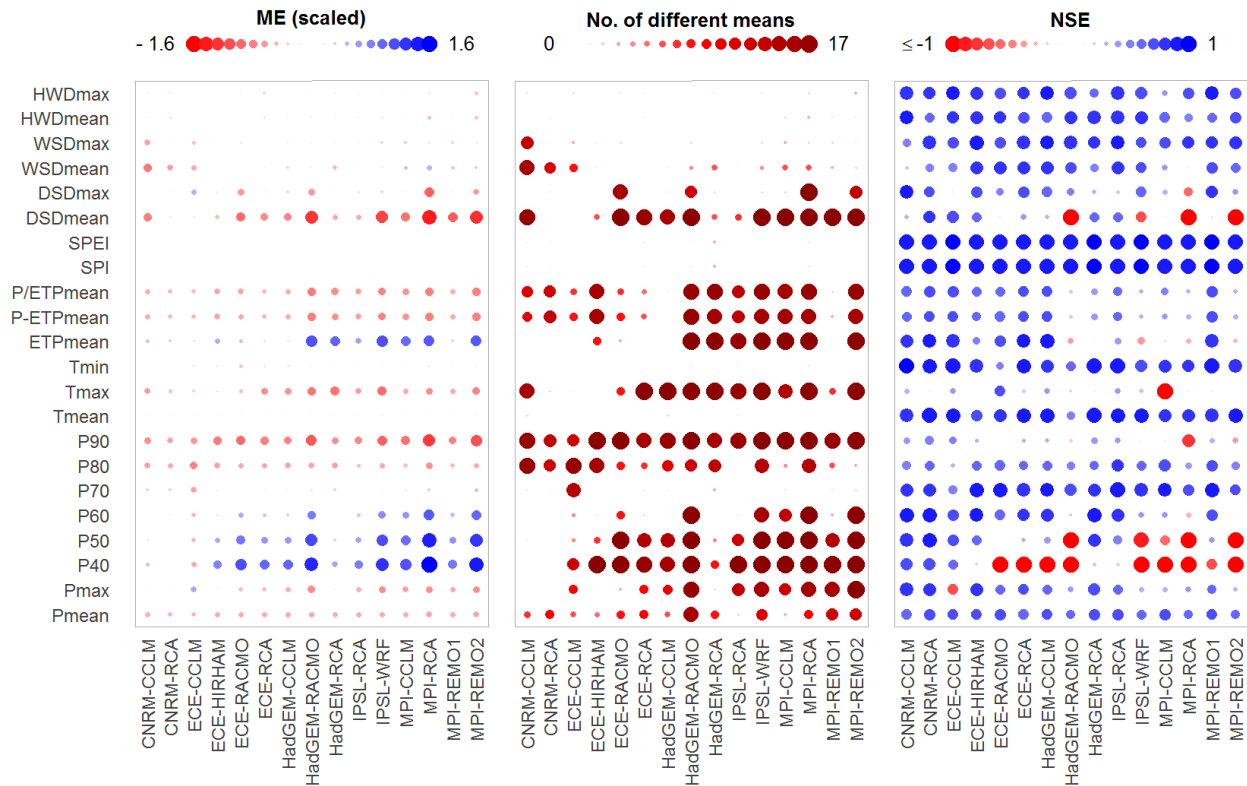 ME (scaled)
No. of different means
NSE
- 1.6
1.6
0
17
≤ -1
1
HWDmax
HWDmean
WSDmax
WSDmean
DSDmax
DSDmean
SPEI
SPI
P/ETPmean
P-ETPmean
ETPmean
Tmin
Tmax
Tmean
P90
P80
P70
P60
P50
P40
Pmax
Pmean
CNRM-CCLM
CNRM-RCA
ECE-CCLM
ECE-HIRHAM
ECE-RACMO
ECE-RCA
HadGEM-CCLM
HadGEM-RACMO
HadGEM-RCA
IPSL-RCA
IPSL-WRF
MPI-CCLM
MPI-RCA
MPI-REMO1
MPI-REMO2
CNRM-CCLM
CNRM-RCA
ECE-CCLM
ECE-HIRHAM
ECE-RACMO
ECE-RCA
HadGEM-CCLM
HadGEM-RACMO
HadGEM-RCA
IPSL-RCA
IPSL-WRF
MPI-CCLM
MPI-RCA
MPI-REMO1
MPI-REMO2
CNRM-CCLM
CNRM-RCA
ECE-CCLM
ECE-HIRHAM
ECE-RACMO
ECE-RCA
HadGEM-CCLM
HadGEM-RACMO
HadGEM-RCA
IPSL-RCA
IPSL-WRF
MPI-CCLM
MPI-RCA
MPI-REMO1
MPI-REMO2